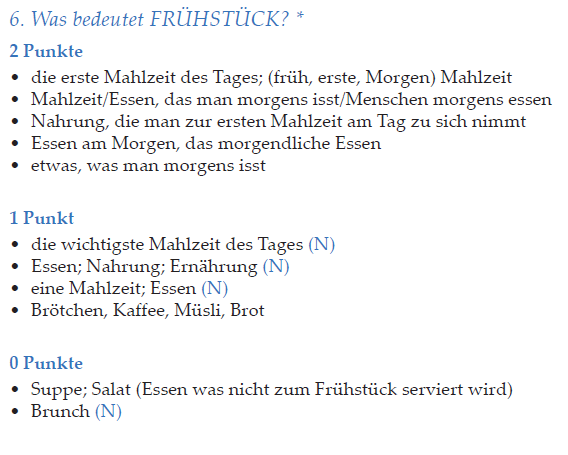 6. Was bedeutet FRÜHSTÜCK? *
2 Punkte
• die erste Mahlzeit des Tages; (früh, erste, Morgen) Mahlzeit
• Mahlzeit/Essen, das man morgens isst/Menschen morgens essen
• Nahrung, die man zur ersten Mahlzeit am Tag zu sich nimmt
• Essen am Morgen, das morgendliche Essen
• etwas, was man morgens isst
1 Punkt
• die wichtigste Mahlzeit des Tages (N)
• Essen; Nahrung; Ernährung (N)
• eine Mahlzeit; Essen (N)
• Brötchen, Kaffee, Müsli, Brot
0 Punkte
• Suppe; Salat (Essen was nicht zum Frühstück serviert wird)
• Brunch (N)